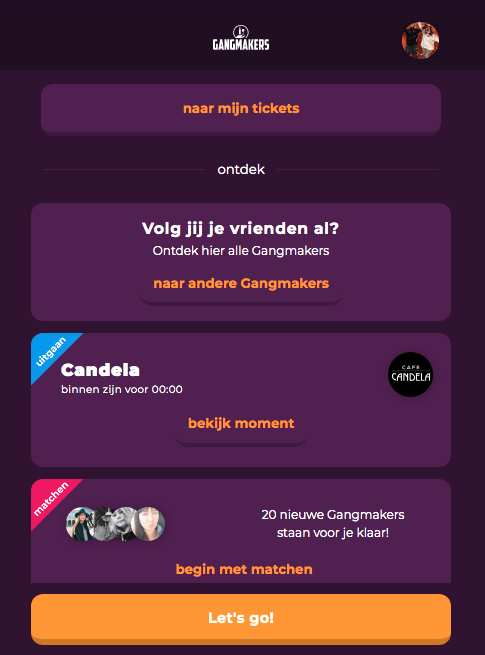 GANGMAKERS
naar mijn tickets
ontdek
Volg jij je vrienden al?
Ontdek hier alle Gangmakers
naar andere Gangmakers
uitgaan
Candela
binnen zijn voor 00:00
CAFE
CANDELA
bekijk moment
matchen
20 nieuwe Gangmakers
staan voor je klaar!
begin met matchen
Let's go!